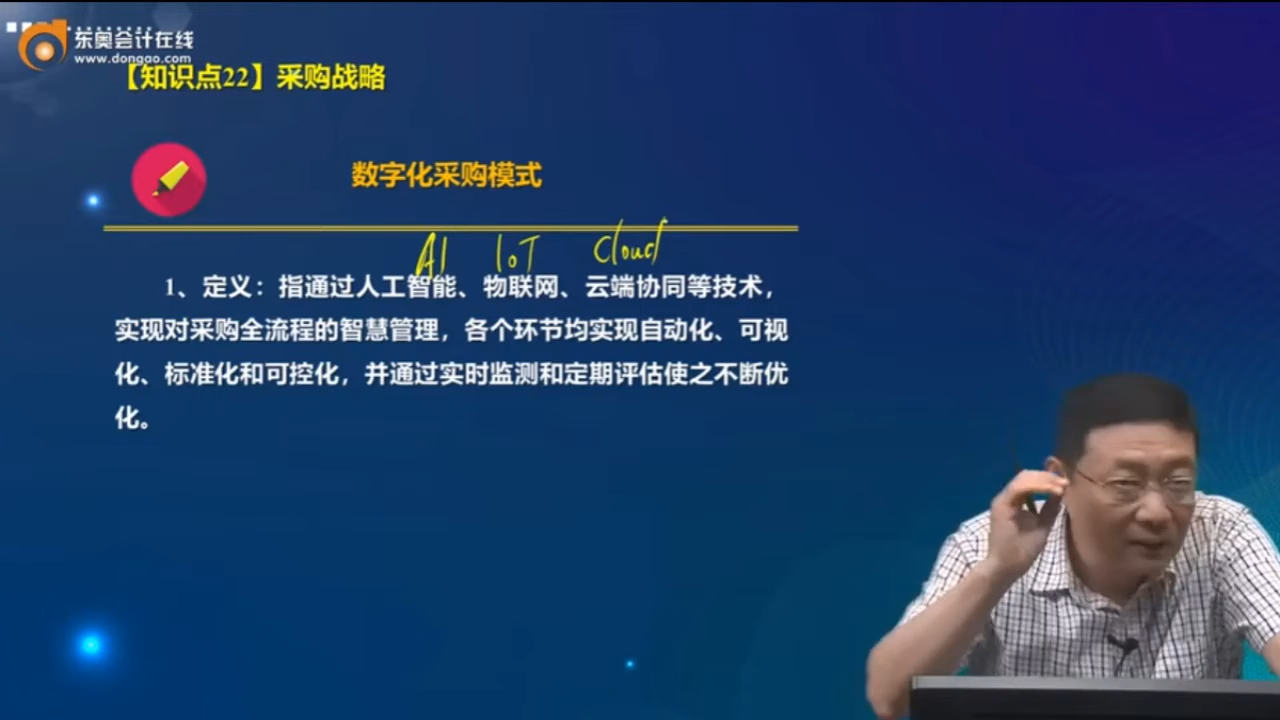 东奥会计在线
www.dongao.com
【知识点22】采购战略
数字化采购模式
AI IoT Cloud
1、定义：指通过人工智能、物联网、云端协同等技术，
实现对采购全流程的智慧管理，各个环节均实现自动化、可视
化、标准化和可控化，并通过实时监测和定期评估使之不断优
化。